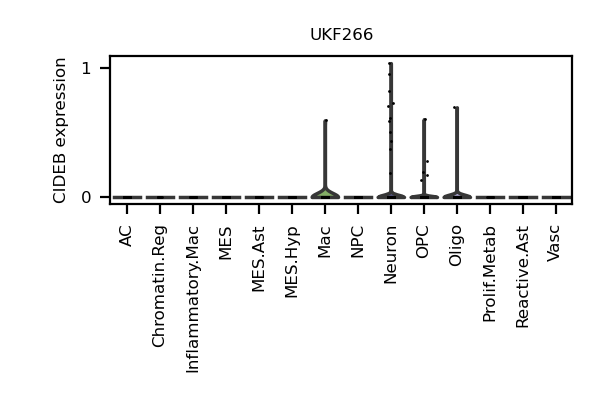 UKF266
CIDEB expression
1
0
AC
Chromatin.Reg
Inflammatory.Mac
MES
MES.Ast
MES.Hyp
Mac
NPC
Neuron
OPC
Oligo
Prolif.Metab
Reactive.Ast
Vasc